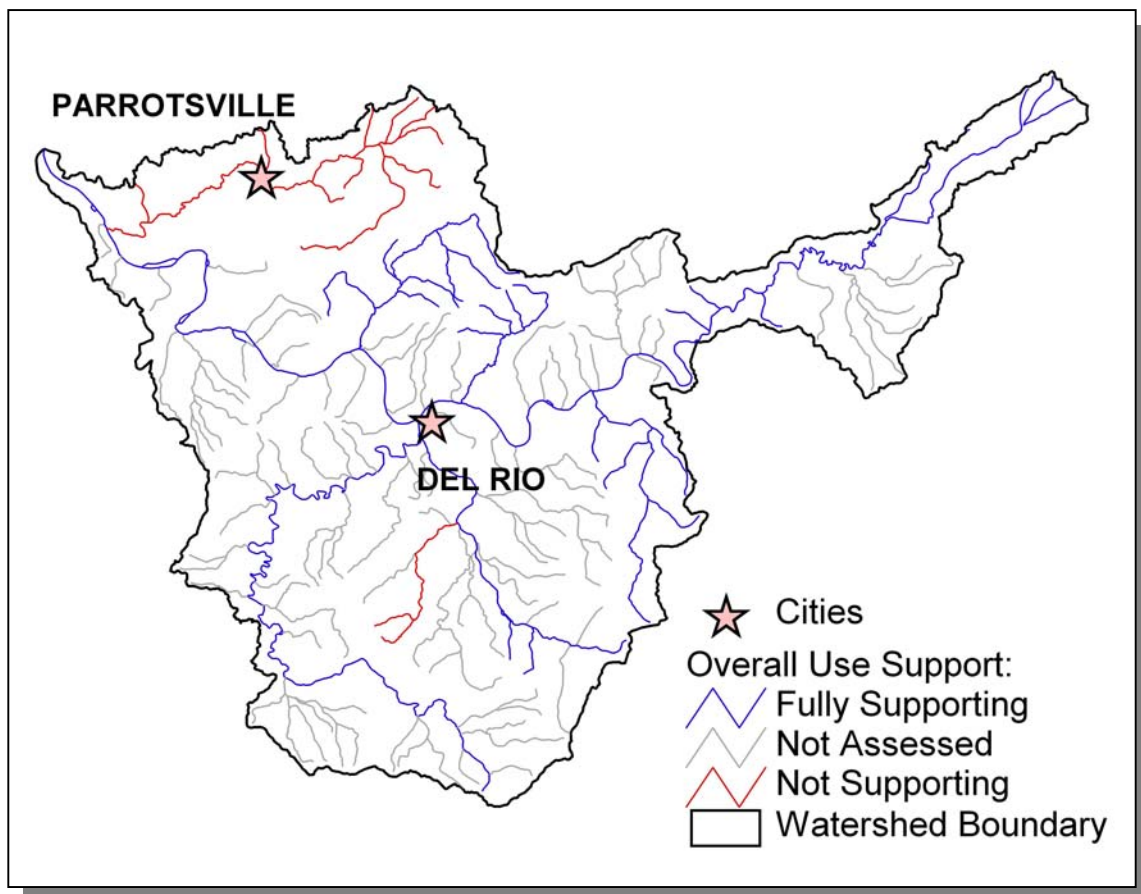 PARROTSVILLE
DEL RIO
Cities
Overall Use Support:
Fully Supporting
Not Assessed
Not Supporting
Watershed Boundary